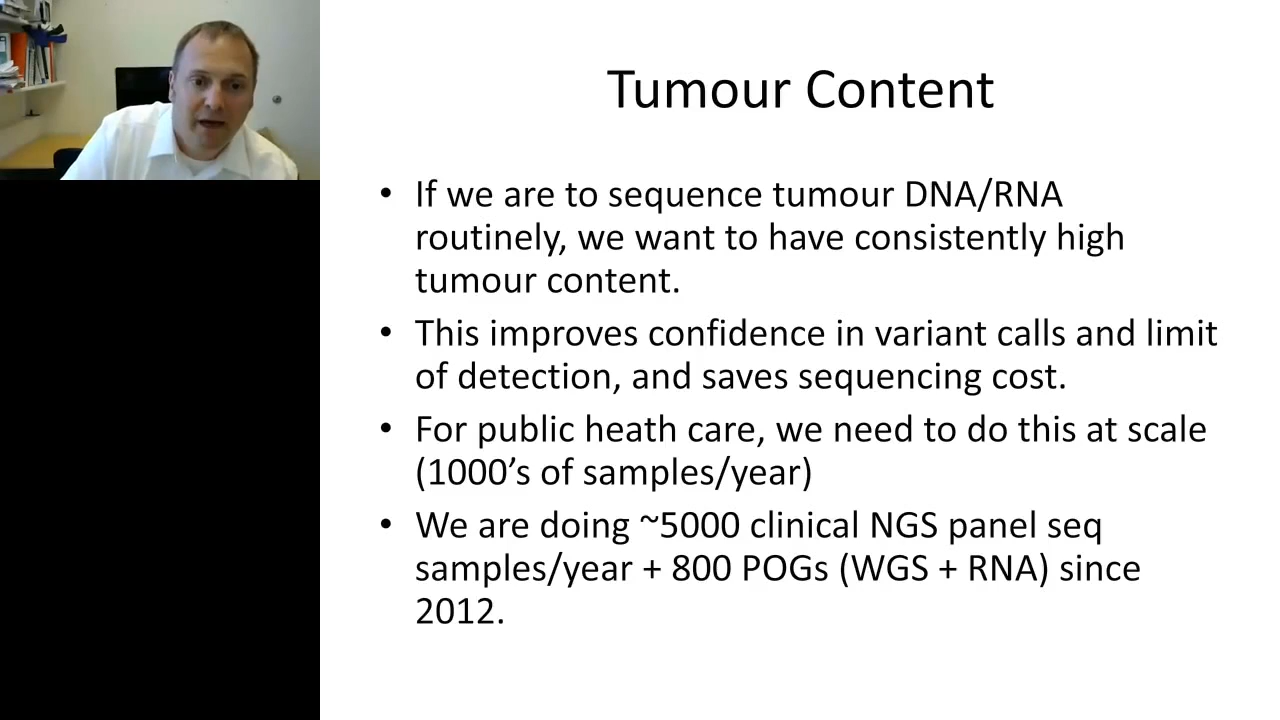 Tumour Content
• If we are to sequence tumour DNA/RNA
routinely, we want to have consistently high
tumour content.
• This improves confidence in variant calls and limit
of detection, and saves sequencing cost.
• For public heath care, we need to do this at scale
(1000’s of samples/year)
• We are doing ~5000 clinical NGS panel seq
samples/year + 800 POGs (WGS + RNA) since
2012.